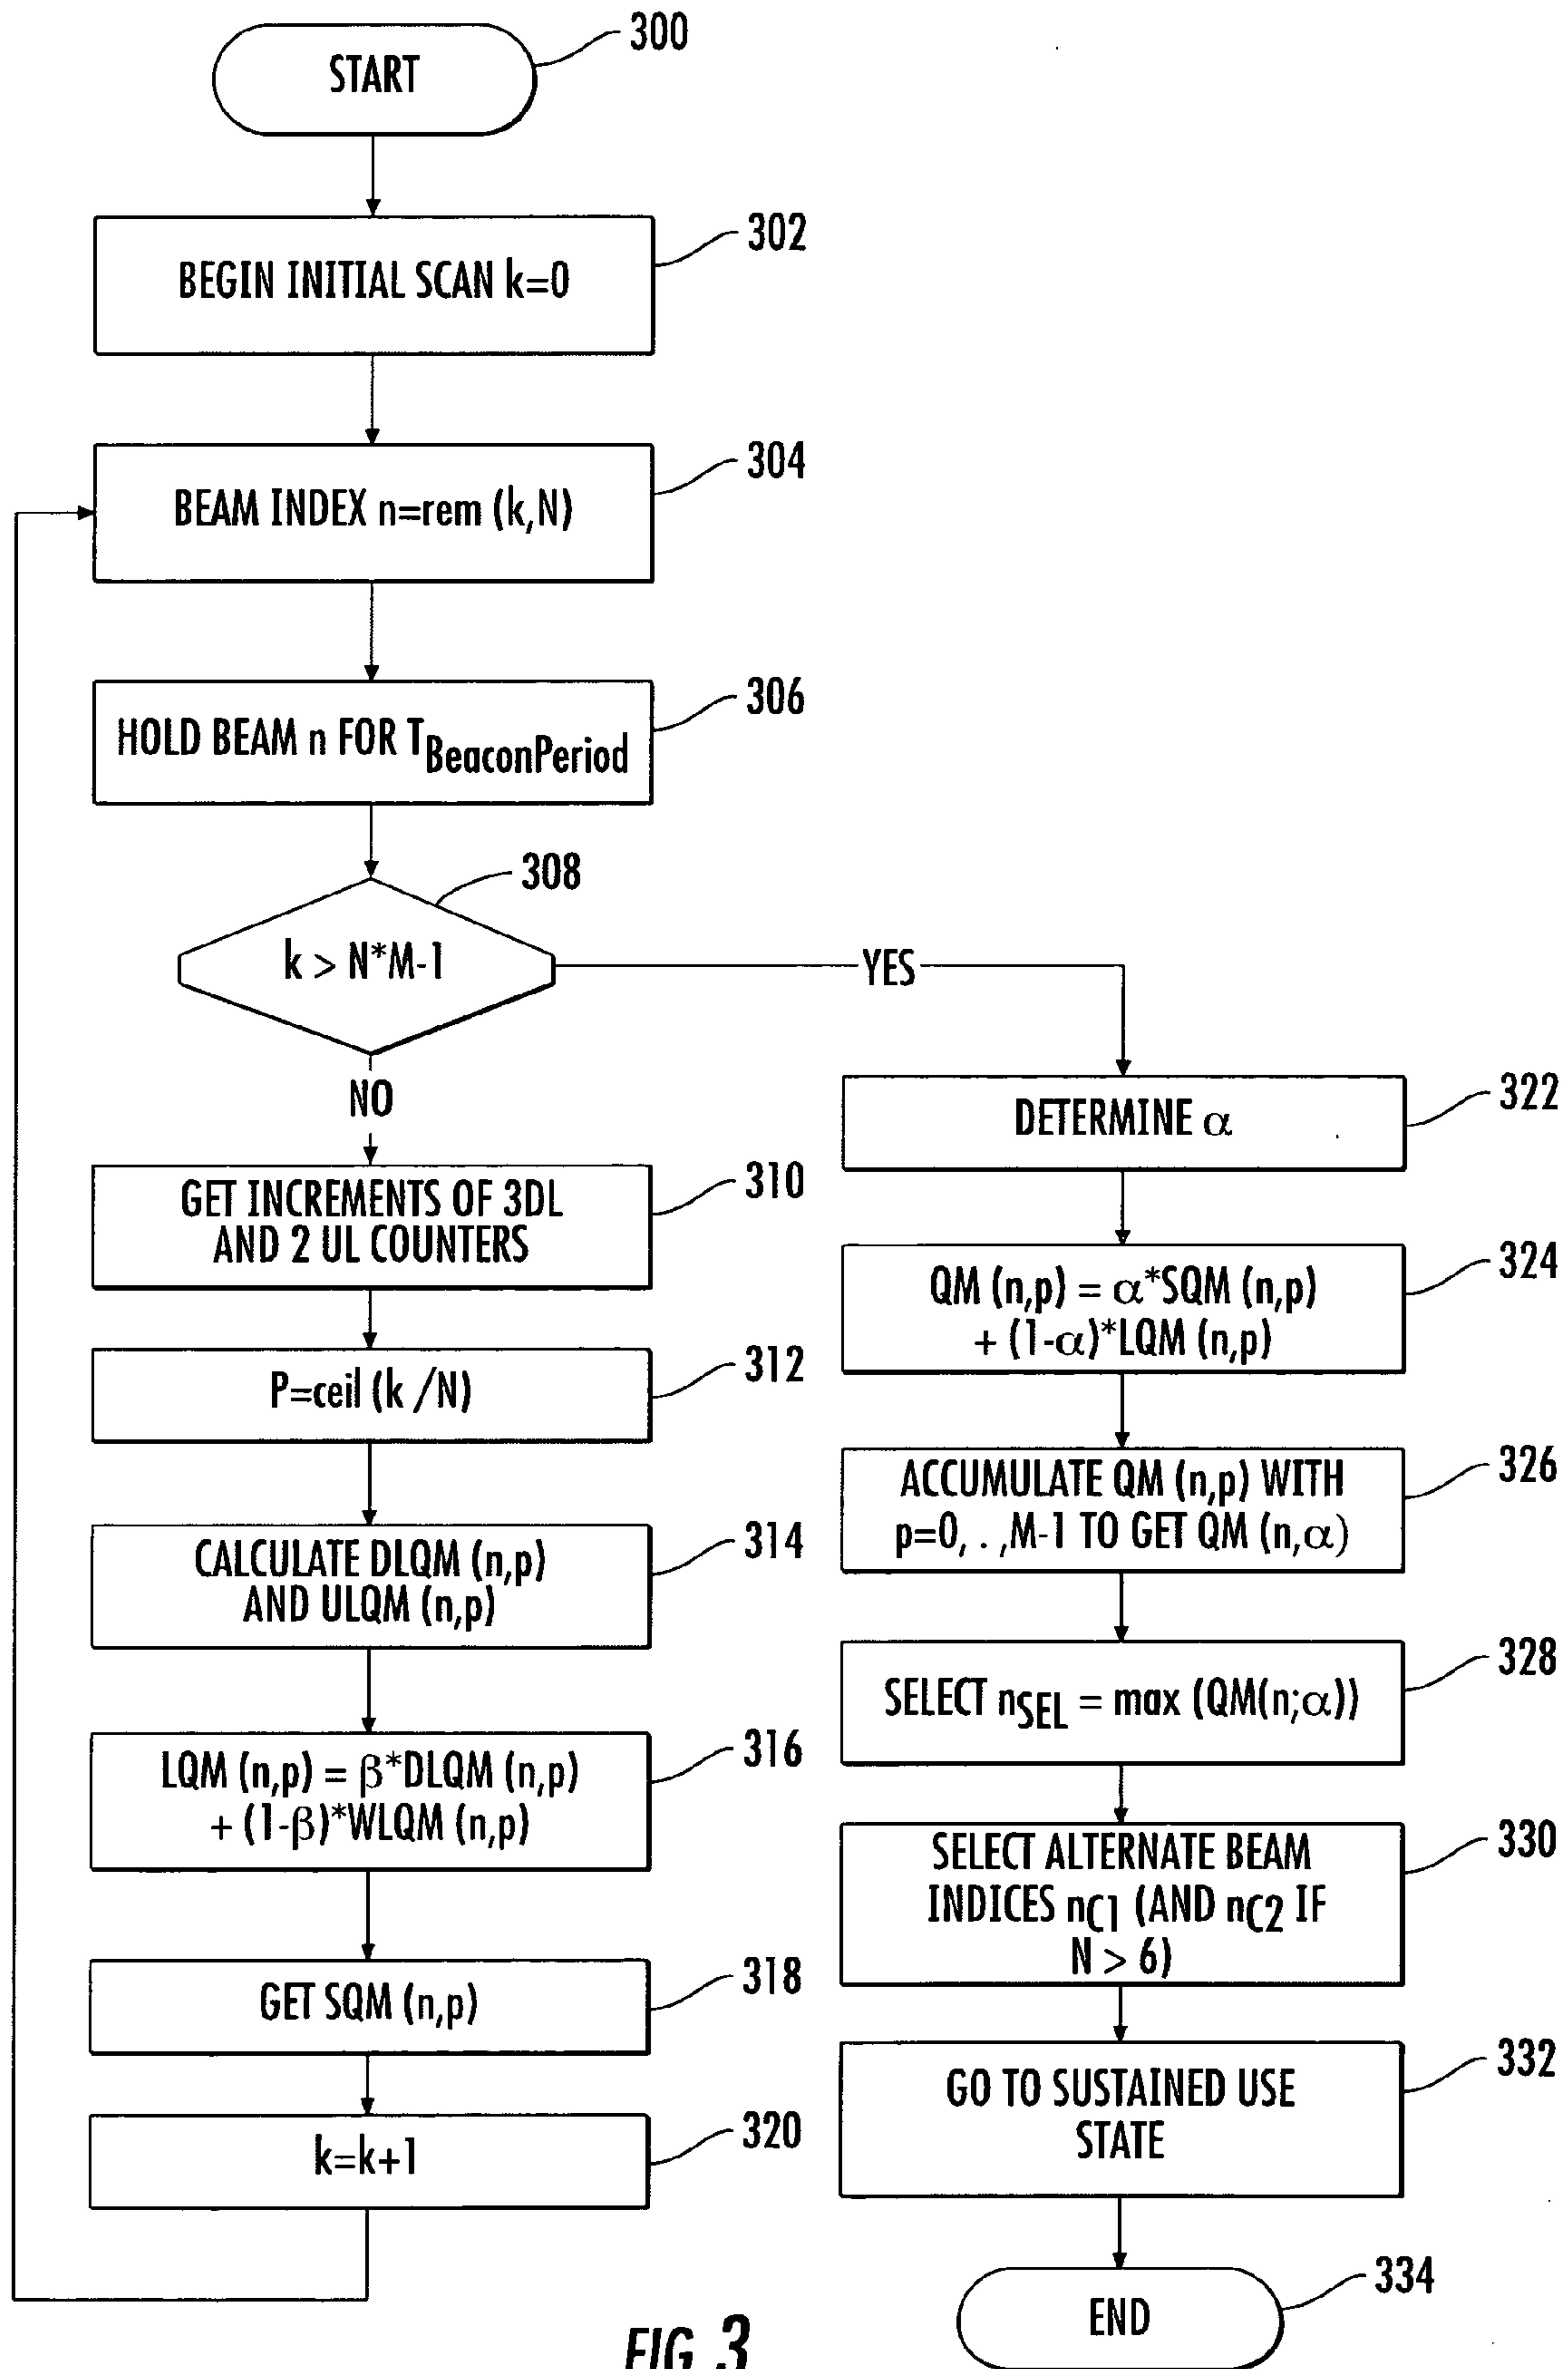 START
300
BEGIN INITIAL SCAN k=0
302
BEAM INDEX n=rem (k,N)
304
HOLD BEAM n FOR TBeaconPeriod
306
k > N*M-1
308
YES
NO
GET INCREMENTS OF 3DL
AND 2 UL COUNTERS
310
P=ceil (k /N)
312
CALCULATE DLQM (n,p)
AND ULQM (n,p)
314
LQM (n,p) = β*DLQM (n,p)
+ (1-β)*WLQM (n,p)
316
GET SQM (n,p)
318
k=k+1
320
DETERMINE α
322
QM (n,p) = α*SQM (n,p)
+ (1-α)*LQM (n,p)
324
ACCUMULATE QM (n,p) WITH
p=0, . .,M-1 TO GET QM (n,α)
326
SELECT nSEL = max (QM(n;α))
328
SELECT ALTERNATE BEAM
INDICES nC1 (AND nC2 IF
N > 6)
330
GO TO SUSTAINED USE
STATE
332
END
334
FIG. 3